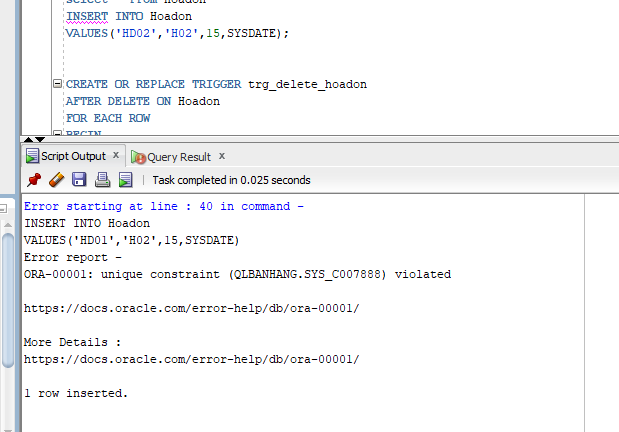 INSERT INTO Hoadon
VALUES('HD02','H02',15,SYSDATE);
CREATE OR REPLACE TRIGGER trg_delete_hoadon
AFTER DELETE ON Hoadon
FOR EACH ROW
BEGIN
Script Output x Query Result x
Task completed in 0.025 seconds
Error starting at line : 40 in command -
INSERT INTO Hoadon
VALUES('HD01','H02',15,SYSDATE)
Error report -
ORA-00001: unique constraint (QLBANHANG.SYS_C007888) violated
https://docs.oracle.com/error-help/db/ora-00001/
More Details :
https://docs.oracle.com/error-help/db/ora-00001/
1 row inserted.